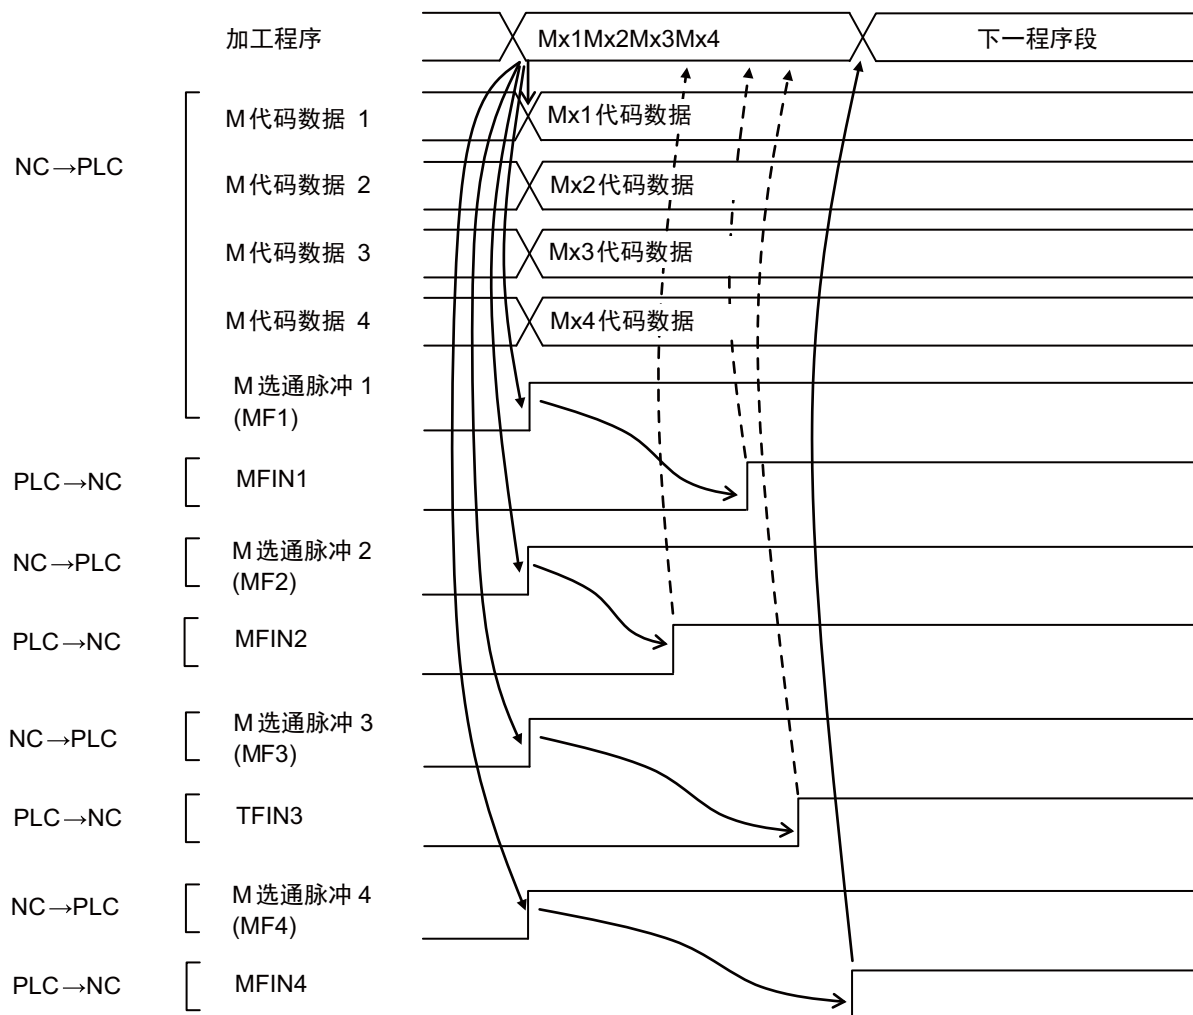 加工程序 Mx1Mx2Mx3Mx4 下一程序段
M代码数据 1 Mx1代码数据
NC→PLC
M代码数据 2 Mx2代码数据
M代码数据 3 Mx3代码数据
M代码数据 4 Mx4代码数据
M选通脉冲 1
(MF1)
PLC→NC MFIN1
NC→PLC M选通脉冲 2
(MF2)
PLC→NC MFIN2
NC→PLC M选通脉冲 3
(MF3)
PLC→NC TFIN3
NC→PLC M选通脉冲 4
(MF4)
PLC→NC MFIN4